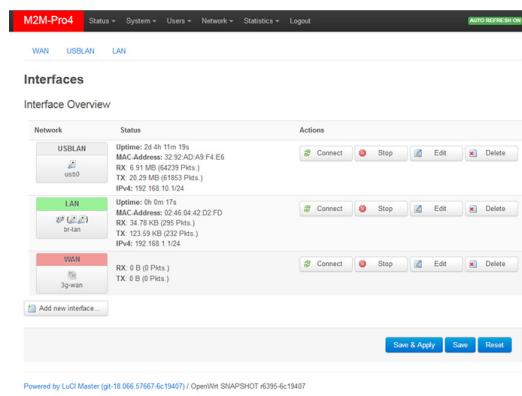 M2M-Pro4 Status System Users Network Statistics Logout AUTO REFRESH ON
WAN USBLAN LAN
Interfaces
Interface Overview
Network Status Actions
USBLAN
usb0
Uptime: 2d 4h 11m 19s
MAC-Address: 32:92:AD:A9:F4:E6
RX: 6.91 MB (64239 Pkts.)
TX: 20.29 MB (61853 Pkts.)
IPv4: 192.168.10.1/24
Connect Stop Edit Delete
LAN
br-lan
Uptime: 0h 0m 17s
MAC-Address: 02:46:04:42:D2:FD
RX: 34.78 KB (295 Pkts.)
TX: 123.59 KB (232 Pkts.)
IPv4: 192.168.1.1/24
Connect Stop Edit Delete
WAN
3g-wan
RX: 0 B (0 Pkts.)
TX: 0 B (0 Pkts.)
Connect Stop Edit Delete
Add new interface...
Save & Apply Save Reset
Powered by LuCI Master (git-18.066.57667-6c19407) / OpenWrt SNAPSHOT r6395-6c19407